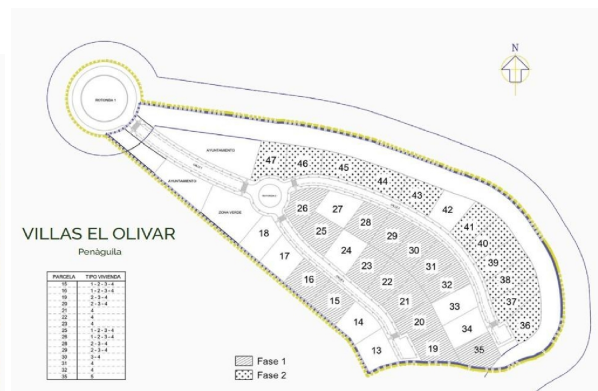 N
ROTONDA 1
AYUNTAMIENTO
AYUNTAMIENTO
ZONA VERDE
47
46
45
44
43
42
41
40
39
38
37
36
26
27
28
29
30
31
32
33
34
35
25
24
23
22
21
20
19
18
17
16
15
14
13
VILLAS EL OLIVAR
Penàguila
PARCELA TIPO VIVIENDA
15 1 - 2 - 3 - 4
16 1 - 2 - 3 - 4
19 2 - 3 - 4
20 2 - 3 - 4
21 4
22 4
23 4
25 1 - 2 - 3 - 4
26 1 - 2 - 3 - 4
28 2 - 3 - 4
29 2 - 3 - 4
30 3 - 4
31 4
32 4
35 5
Fase 1
Fase 2